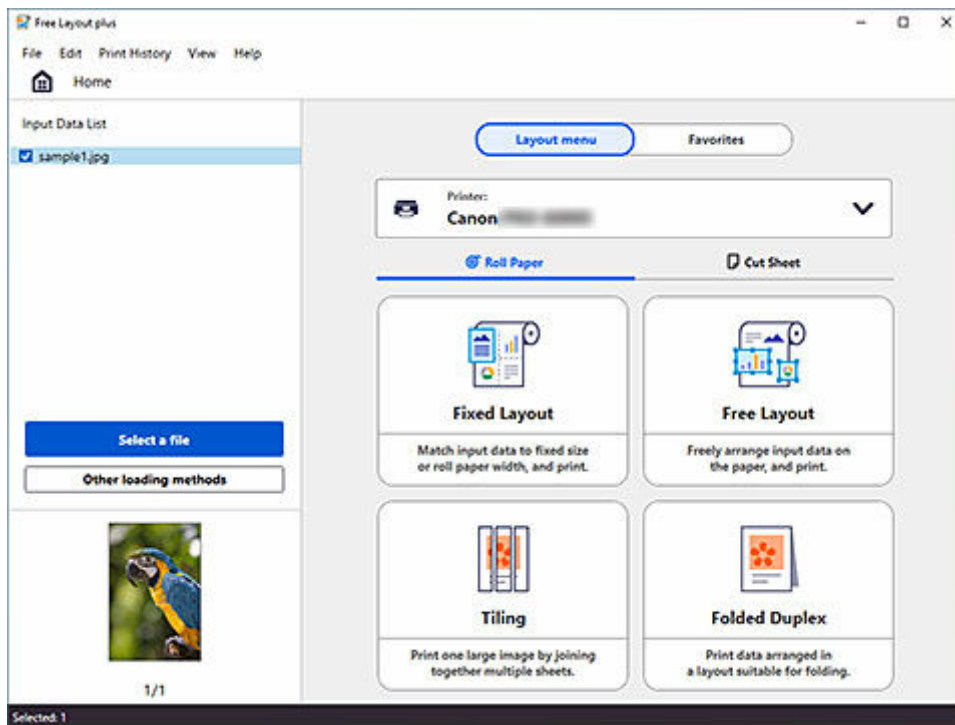 Free Layout plus
File Edit Print History View Help
Home
Input Data List
sample1.jpg
Select a file
Other loading methods
1/1
Selected: 1
Layout menu
Favorites
Printer:
Canon
Roll Paper
Cut Sheet
Fixed Layout
Match input data to fixed size
or roll paper width, and print.
Free Layout
Freely arrange input data on
the paper, and print.
Tiling
Print one large image by joining
together multiple sheets.
Folded Duplex
Print data arranged in
a layout suitable for folding.